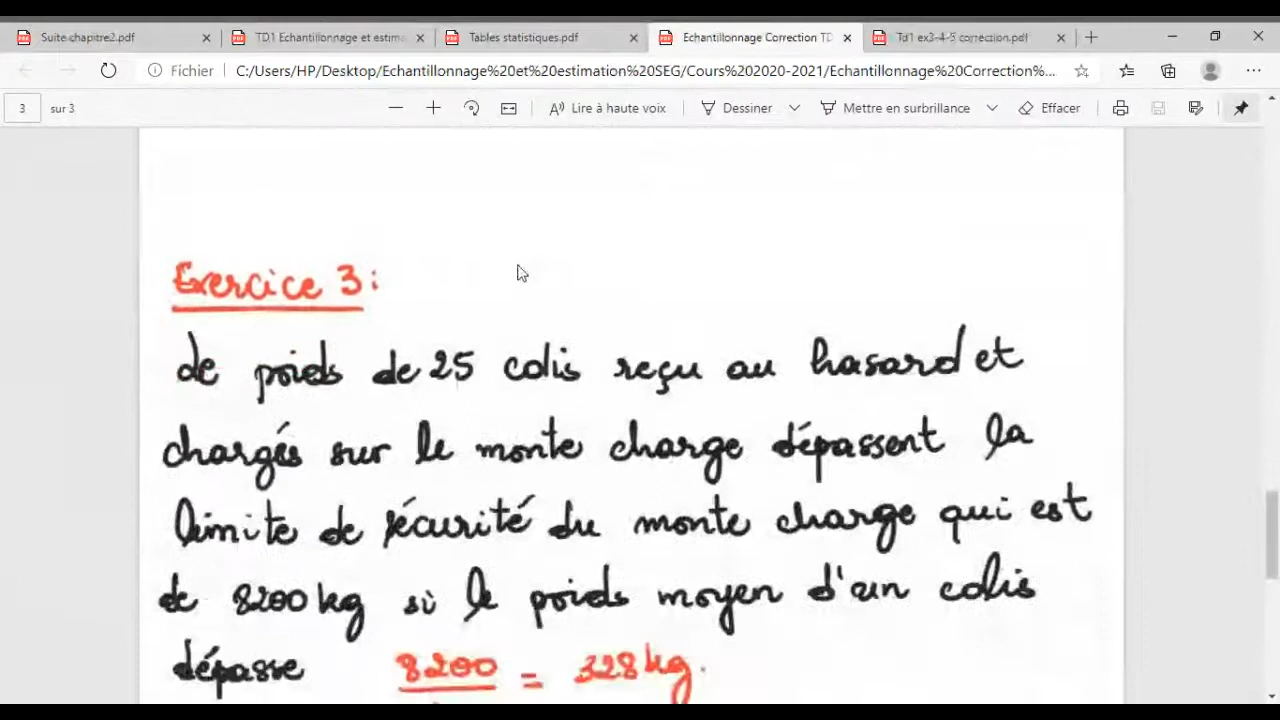 Suite chapitre2.pdf
TD1 Echantillonnage et estim
Tables statistiques.pdf
Echantillonnage Correction TD
Td1 ex3-4-5 correction.pdf
Fichier
C:/Users/HP/Desktop/Echantillonnage%20et%20estimation%20SEG/Cours%202020-2021/Echantillonnage%20Correction%...
3
sur 3
Lire à haute voix
Dessiner
Mettre en surbrillance
Effacer
Exercice 3:
de poids de 25 colis reçu au hasard et
chargés sur le monte charge dépassent la
limite de sécurité du monte charge qui est
de 8200 kg si le poids moyen d'un colis
dépasse 8200 = 328 kg.